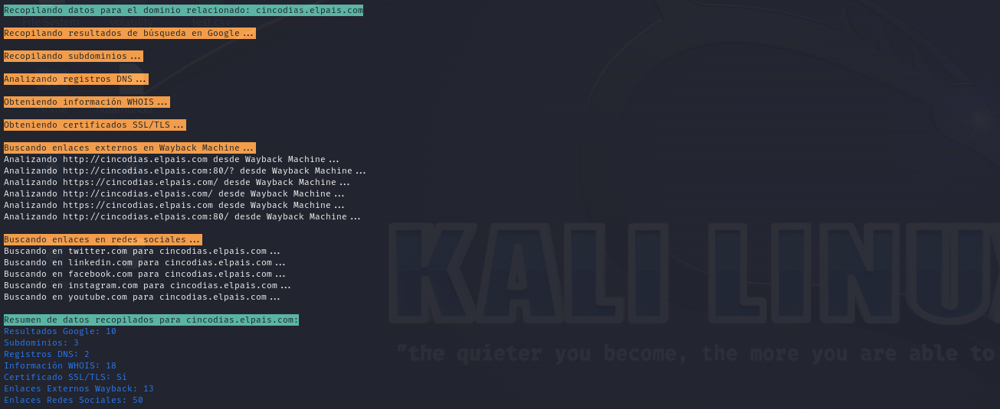 Recopilando datos para el dominio relacionado: cincodias.elpais.com
File System volatility test.csv
Recopilando resultados de búsqueda en Google...
Recopilando subdominios...
Analizando registros DNS...
Obteniendo información WHOIS...
Home
Obteniendo certificados SSL/TLS...
Buscando enlaces externos en Wayback Machine...
Analizando http://cincodias.elpais.com desde Wayback Machine...
Analizando http://cincodias.elpais.com:80/? desde Wayback Machine...
Analizando https://cincodias.elpais.com/ desde Wayback Machine...
Analizando http://cincodias.elpais.com/ desde Wayback Machine...
Analizando https://cincodias.elpais.com desde Wayback Machine...
Analizando http://cincodias.elpais.com:80/ desde Wayback Machine...
Buscando enlaces en redes sociales...
Buscando en twitter.com para cincodias.elpais.com...
Buscando en linkedin.com para cincodias.elpais.com...
Buscando en facebook.com para cincodias.elpais.com...
Buscando en instagram.com para cincodias.elpais.com...
Buscando en youtube.com para cincodias.elpais.com...
KALI LINUX
Resumen de datos recopilados para cincodias.elpais.com:
Resultados Google: 10
Subdominios: 3
"the quieter you become, the more you are able to
Registros DNS: 2
Información WHOIS: 18
Certificado SSL/TLS: Sí
Enlaces Externos Wayback: 13
Enlaces Redes Sociales: 50